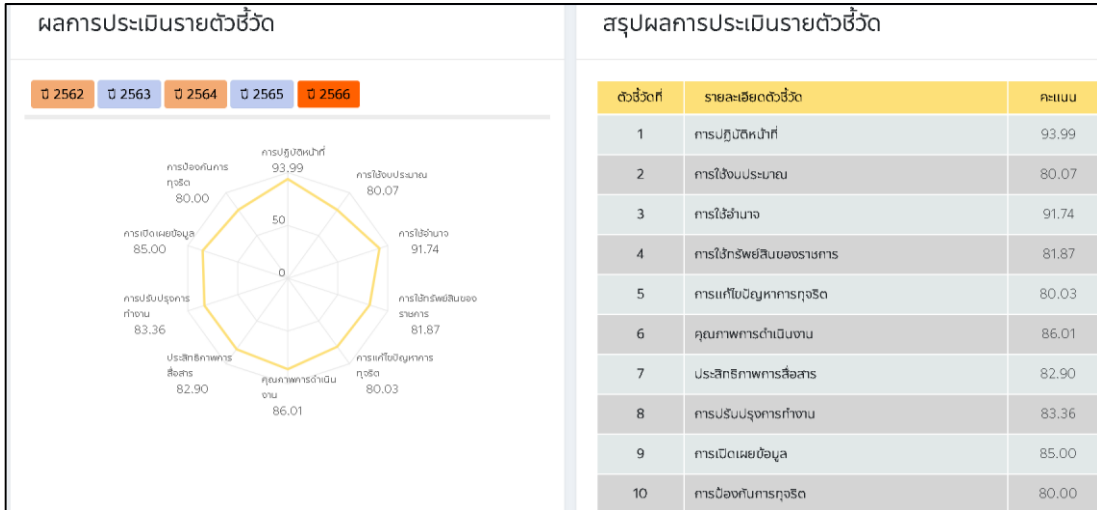 ผลการประเมินรายตัวชี้วัด
ปี 2562 ปี 2563 ปี 2564 ปี 2565 ปี 2566
การปฏิบัติหน้าที่
93.99
การใช้งบประมาณ
80.07
การใช้อำนาจ
91.74
การใช้ทรัพย์สินของ
ราชการ
81.87
การแก้ไขปัญหาการ
ทุจริต
80.03
คุณภาพการดำเนิน
งาน
86.01
ประสิทธิภาพการ
สื่อสาร
82.90
การปรับปรุงการ
ทำงาน
83.36
การเปิดเผยข้อมูล
85.00
การป้องกันการ
ทุจริต
80.00
50
0
สรุปผลการประเมินรายตัวชี้วัด
ตัวชี้วัดที่ รายละเอียดตัวชี้วัด คะแนน
1 การปฏิบัติหน้าที่ 93.99
2 การใช้งบประมาณ 80.07
3 การใช้อำนาจ 91.74
4 การใช้ทรัพย์สินของราชการ 81.87
5 การแก้ไขปัญหาการทุจริต 80.03
6 คุณภาพการดำเนินงาน 86.01
7 ประสิทธิภาพการสื่อสาร 82.90
8 การปรับปรุงการทำงาน 83.36
9 การเปิดเผยข้อมูล 85.00
10 การป้องกันการทุจริต 80.00